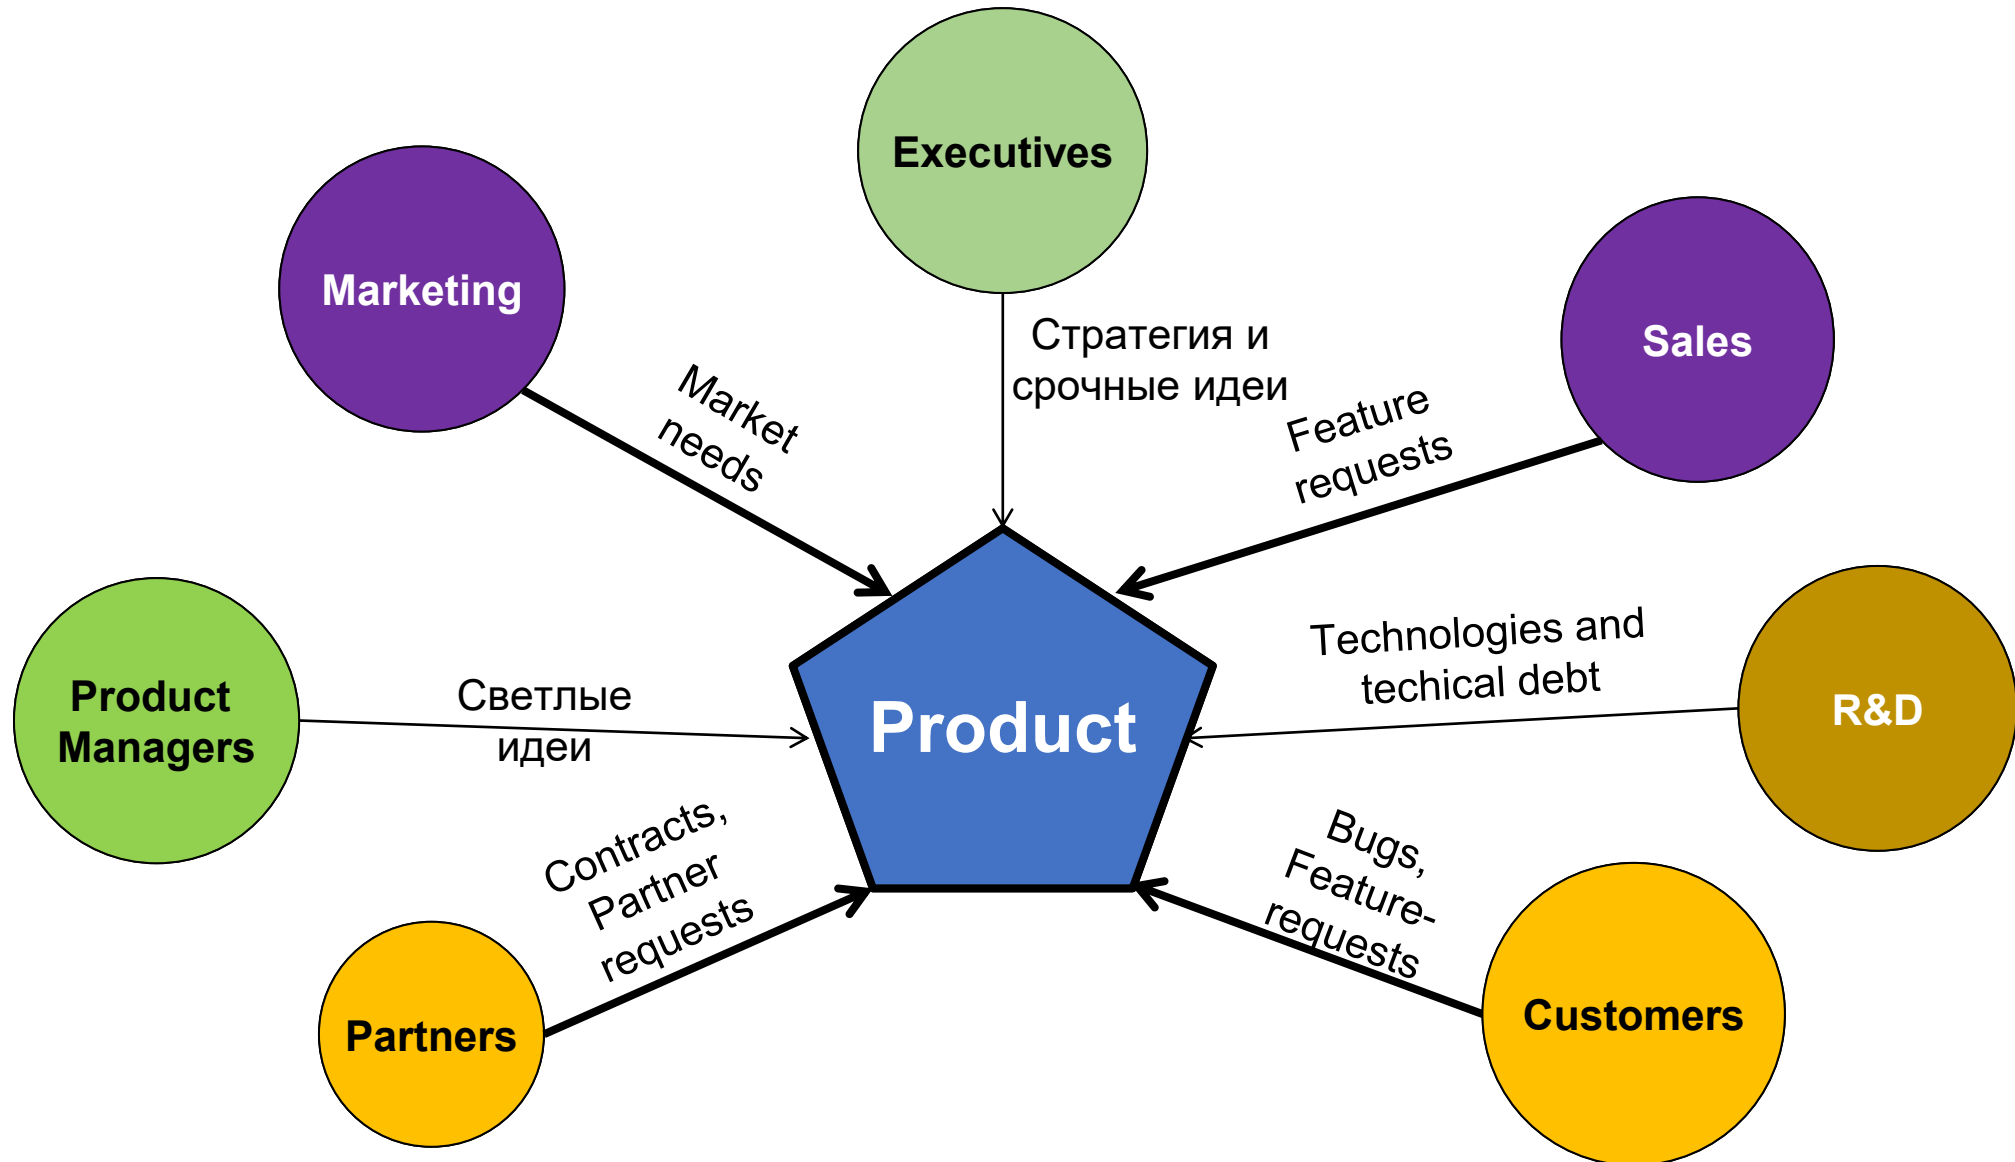 Executives
Marketing
Sales
Стратегия и
срочные идеи
Market
needs
Feature
requests
Product
Managers
Светлые
идеи
Product
Technologies and
techical debt
R&D
Contracts,
Partner
requests
Bugs,
Feature-
requests
Partners
Customers